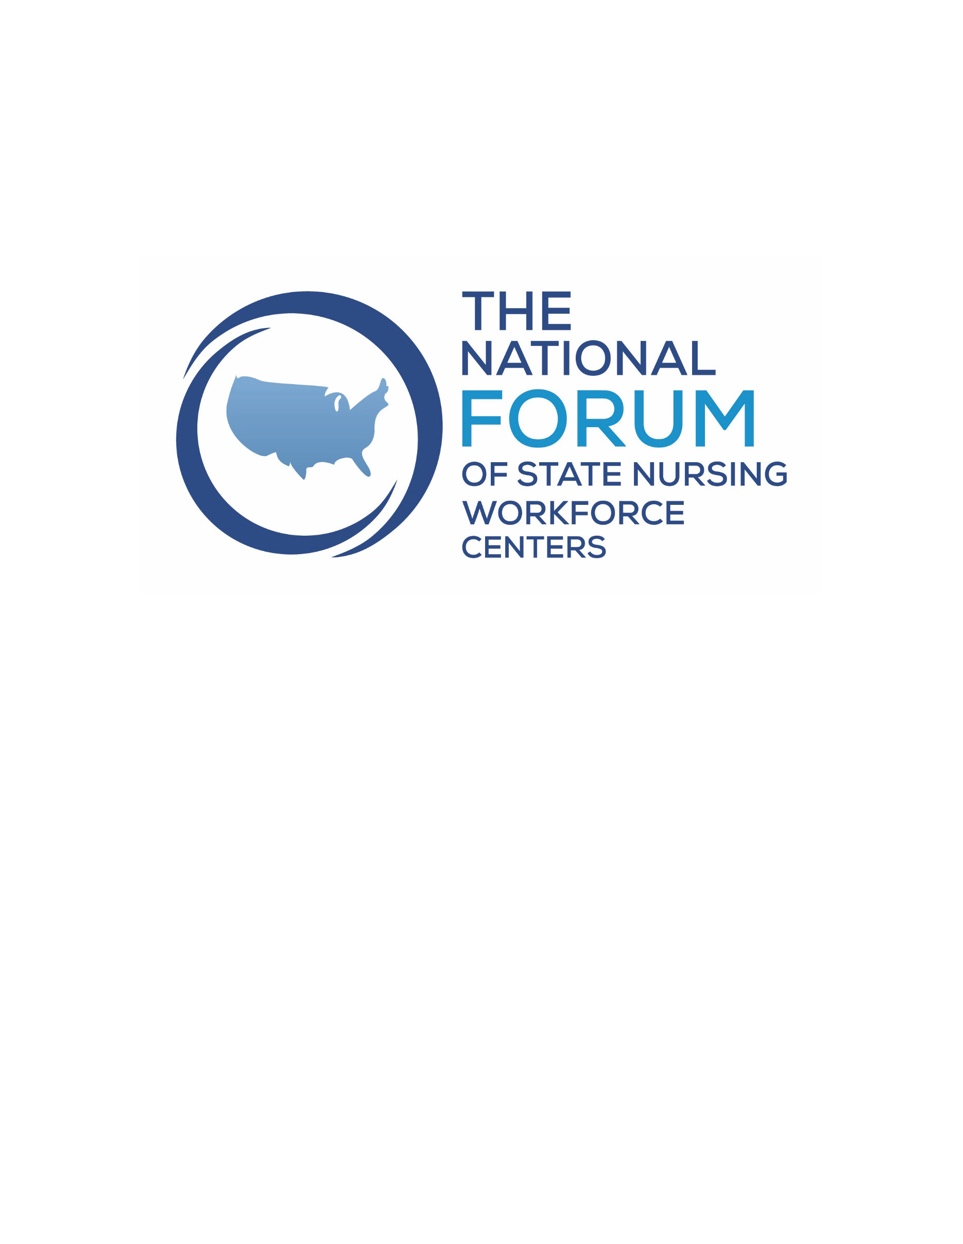 THE
NATIONAL
FORUM
OF STATE NURSING
WORKFORCE
CENTERS